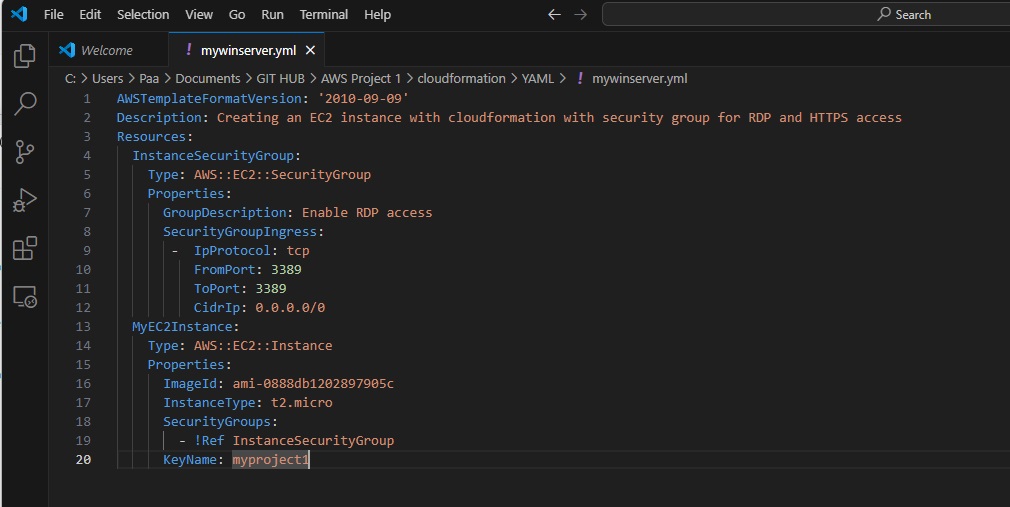 File Edit Selection View Go Run Terminal Help Search
Welcome ! mywinserver.yml
C: > Users > Paa > Documents > GIT HUB > AWS Project 1 > cloudformation > YAML > ! mywinserver.yml
1 AWSTemplateFormatVersion: '2010-09-09'
2 Description: Creating an EC2 instance with cloudformation with security group for RDP and HTTPS access
3 Resources:
4 InstanceSecurityGroup:
5 Type: AWS::EC2::SecurityGroup
6 Properties:
7 GroupDescription: Enable RDP access
8 SecurityGroupIngress:
9 - IpProtocol: tcp
10 FromPort: 3389
11 ToPort: 3389
12 CidrIp: 0.0.0.0/0
13 MyEC2Instance:
14 Type: AWS::EC2::Instance
15 Properties:
16 ImageId: ami-0888db1202897905c
17 InstanceType: t2.micro
18 SecurityGroups:
19 - !Ref InstanceSecurityGroup
20 KeyName: myproject1